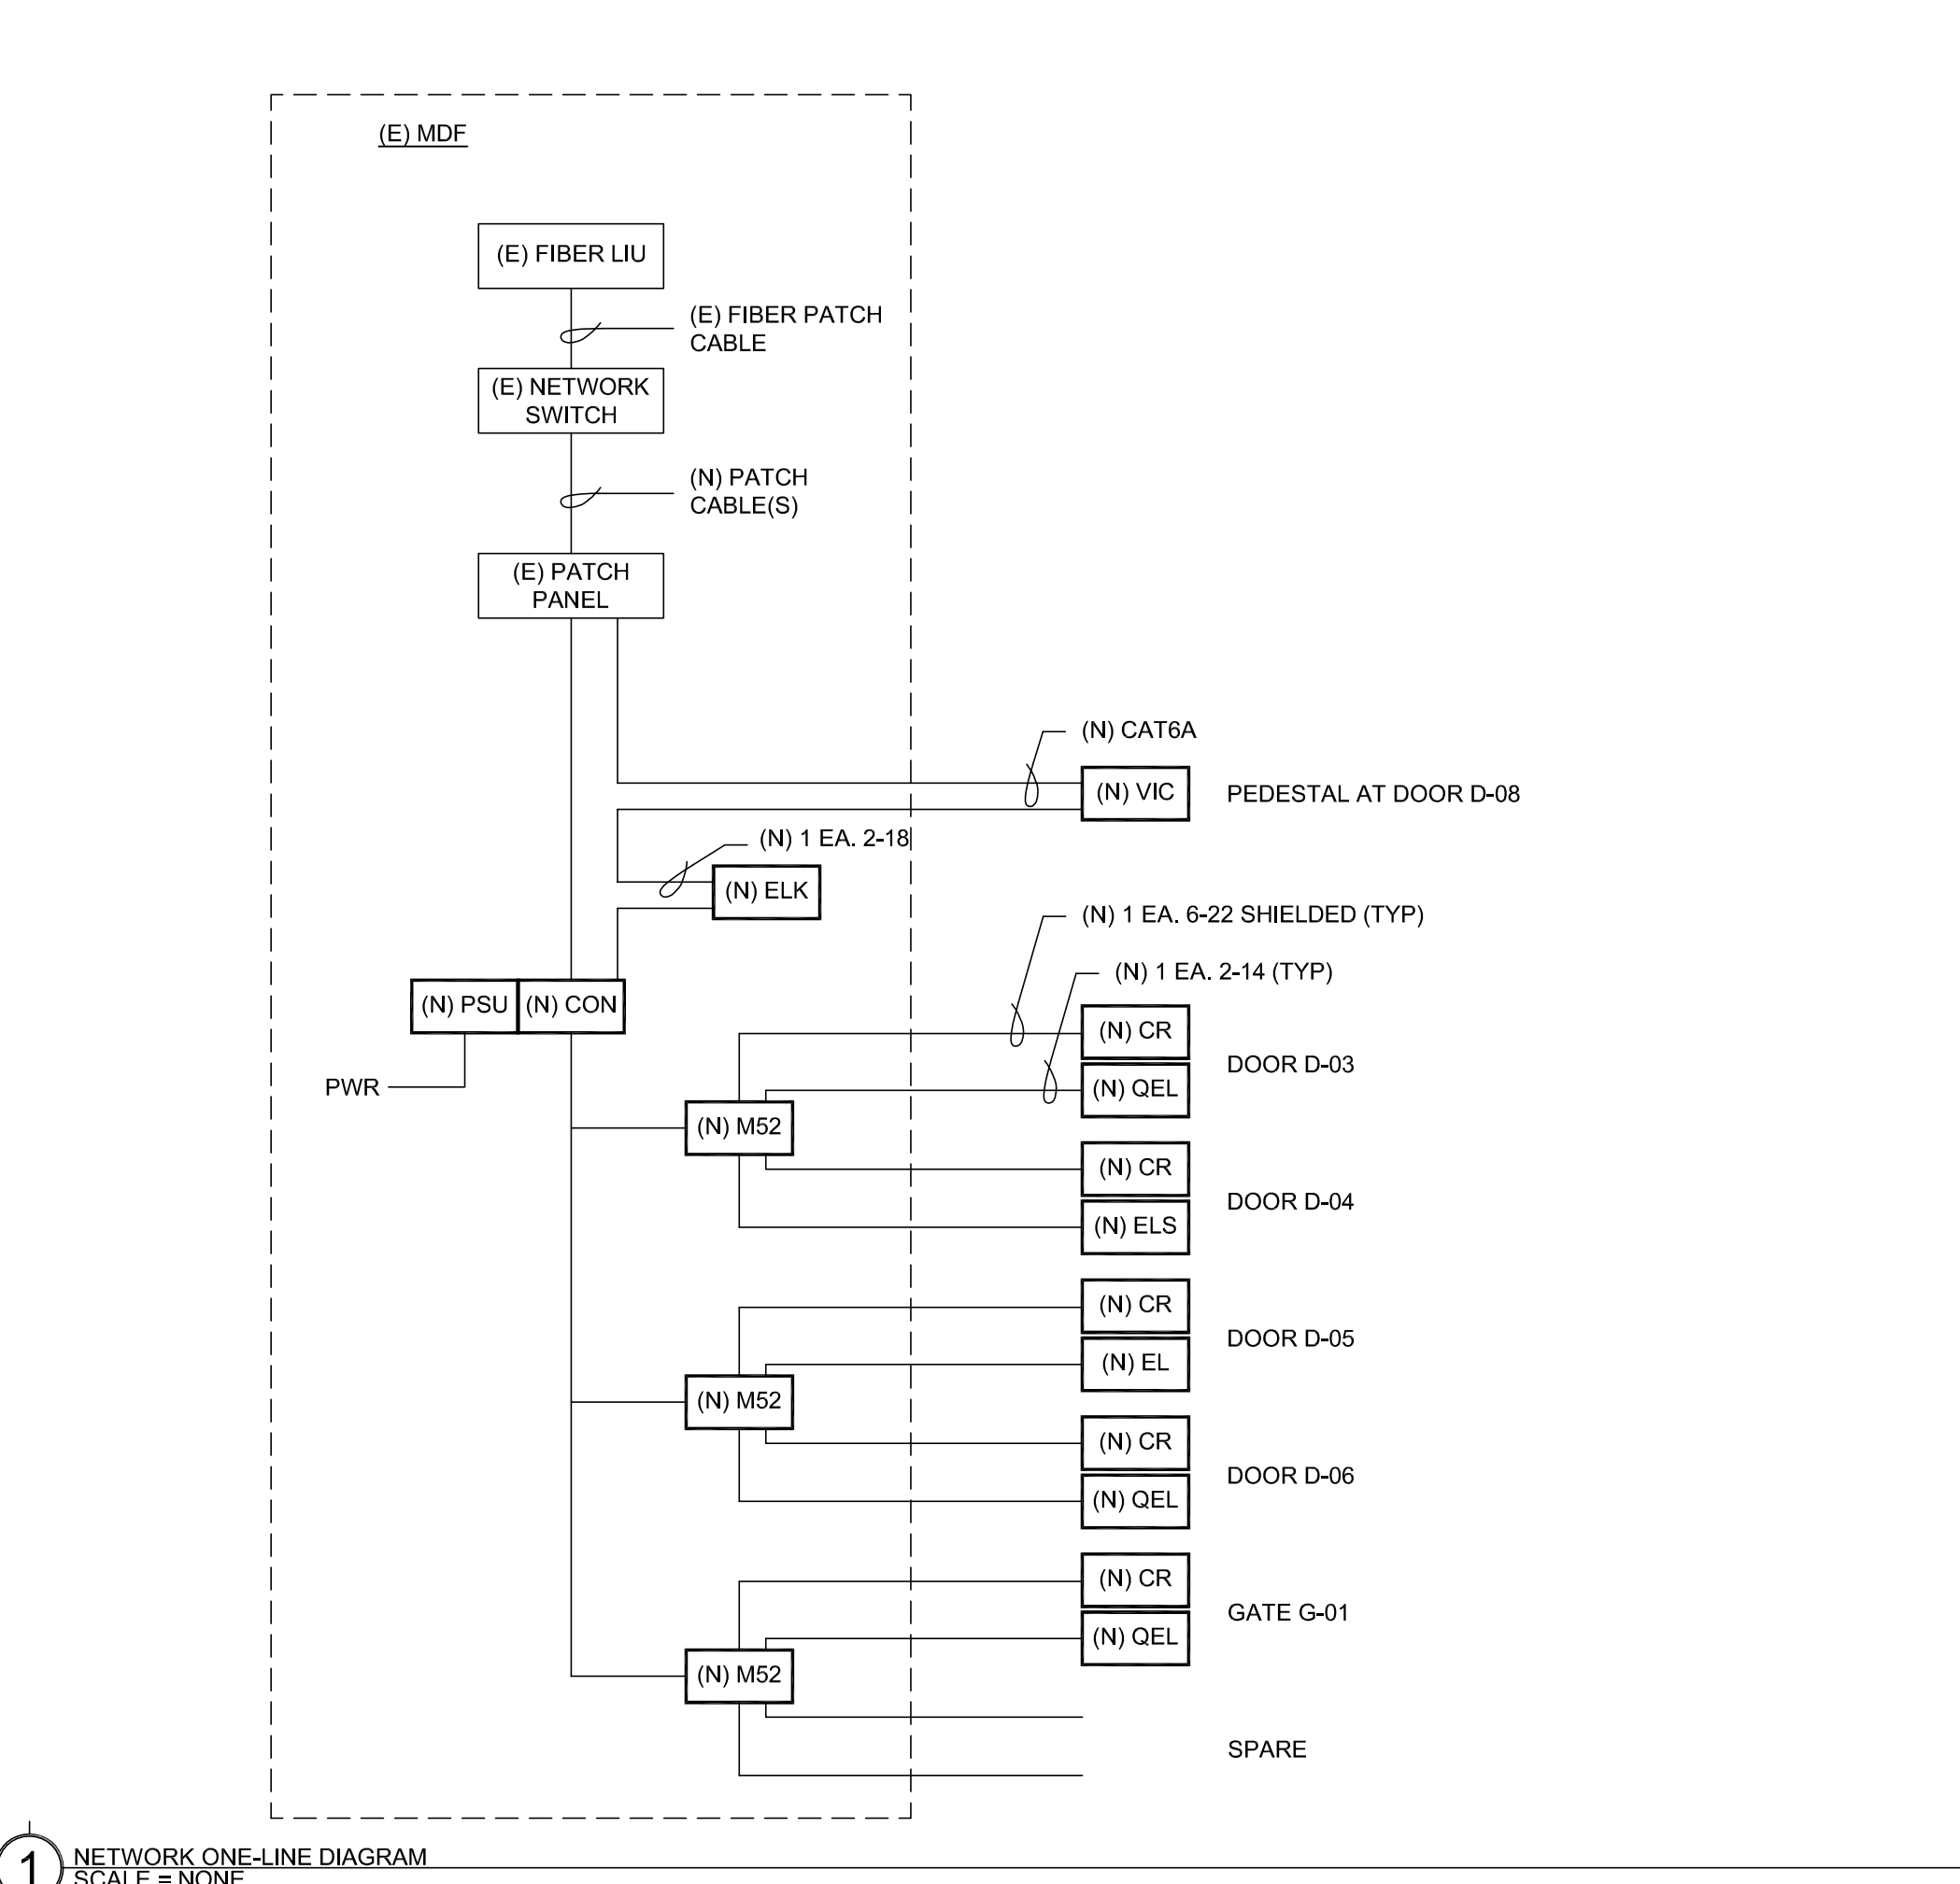 (E) MDF
(E) FIBER LIU
(E) FIBER PATCH
CABLE
(E) NETWORK
SWITCH
(N) PATCH
CABLE(S)
(E) PATCH
PANEL
(N) CAT6A
(N) VIC
PEDESTAL AT DOOR D-08
(N) 1 EA. 2-18
(N) ELK
(N) 1 EA. 6-22 SHIELDED (TYP)
(N) 1 EA. 2-14 (TYP)
(N) PSU
(N) CON
PWR
(N) CR
DOOR D-03
(N) QEL
(N) M52
(N) CR
DOOR D-04
(N) ELS
(N) CR
DOOR D-05
(N) EL
(N) M52
(N) CR
DOOR D-06
(N) QEL
(N) CR
GATE G-01
(N) QEL
(N) M52
SPARE
1
NETWORK ONE-LINE DIAGRAM
SCALE = NONE